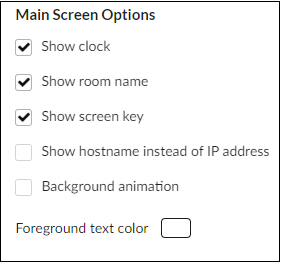 Main Screen Options
Show clock
Show room name
Show screen key
Show hostname instead of IP address
Background animation
Foreground text color